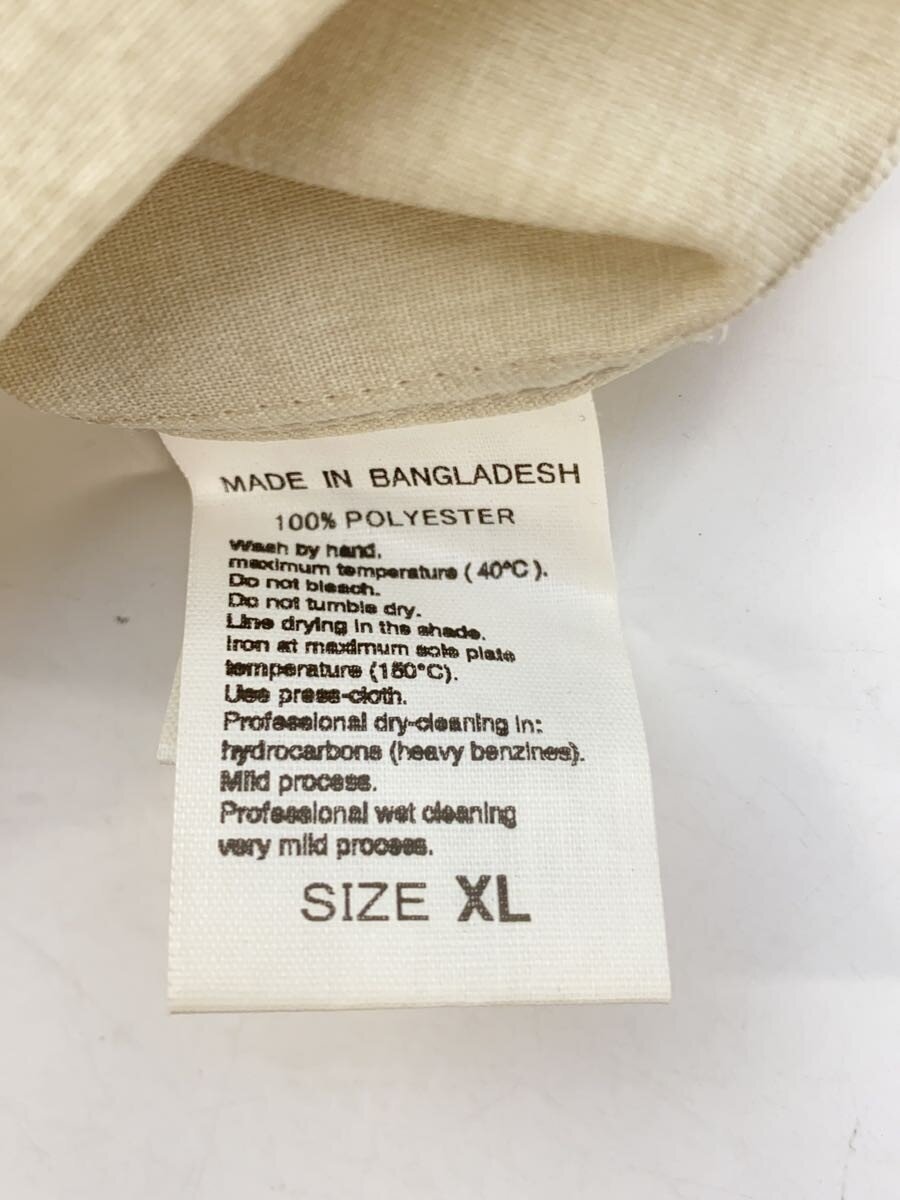 MADE IN BANGLADESH
100% POLYESTER
Wash by hand,
maximum temperature ( 40°C ).
Do not bleach.
Do not tumble dry.
Line drying in the shade.
Iron at maximum sole plate
temperature (150°C).
Use press-cloth.
Professional dry-cleaning in:
hydrocarbons (heavy benzines).
Mild process.
Professional wet cleaning
very mild process.
SIZE XL